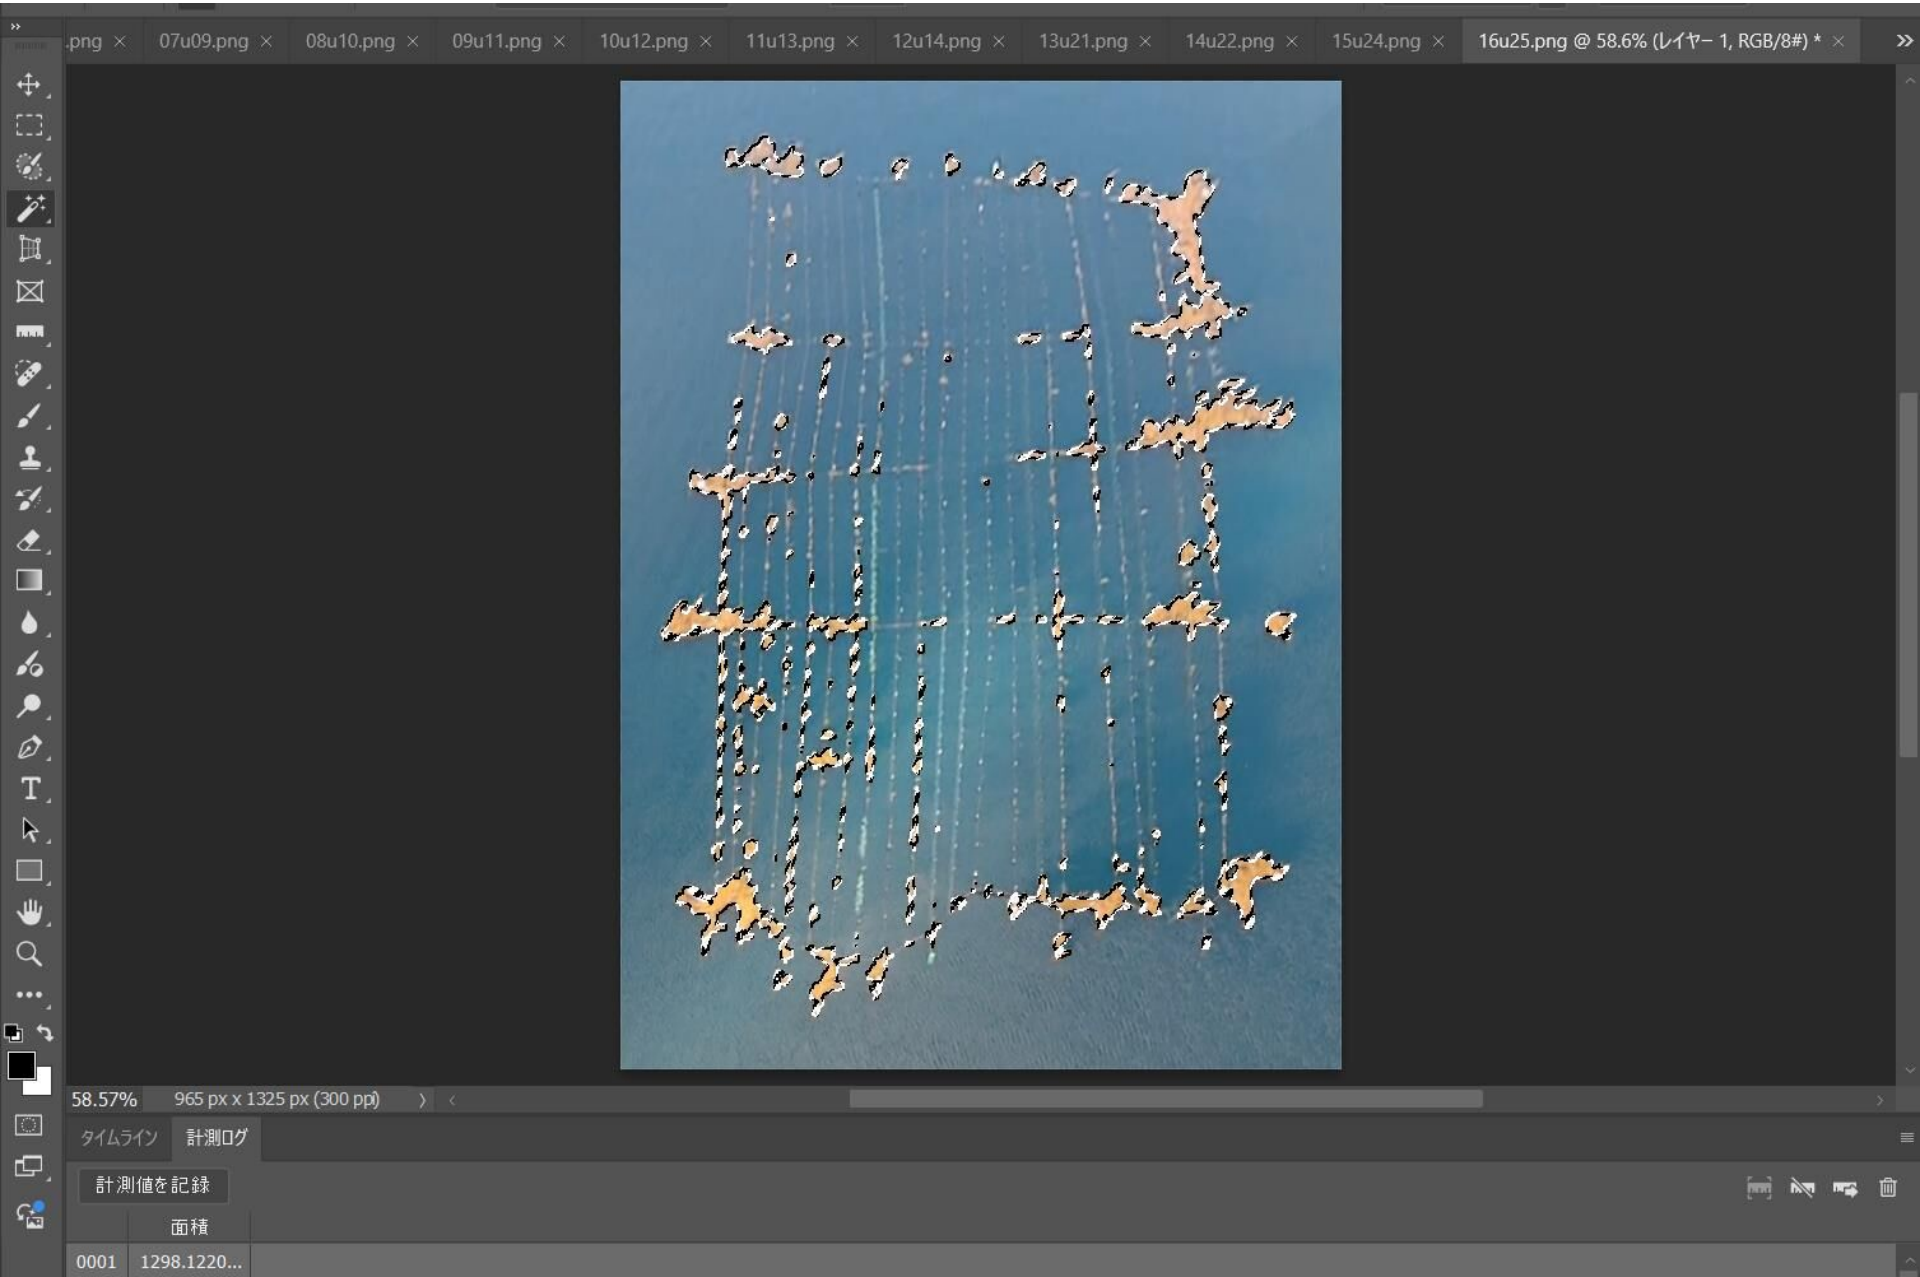 .png × 07u09.png × 08u10.png × 09u11.png × 10u12.png × 11u13.png × 12u14.png × 13u21.png × 14u22.png × 15u24.png × 16u25.png @ 58.6% (レイヤー 1, RGB/8#) * ×
58.57% 965 px x 1325 px (300 ppi)
タイムライン 計測ログ
計測値を記録
面積
0001 1298.1220...